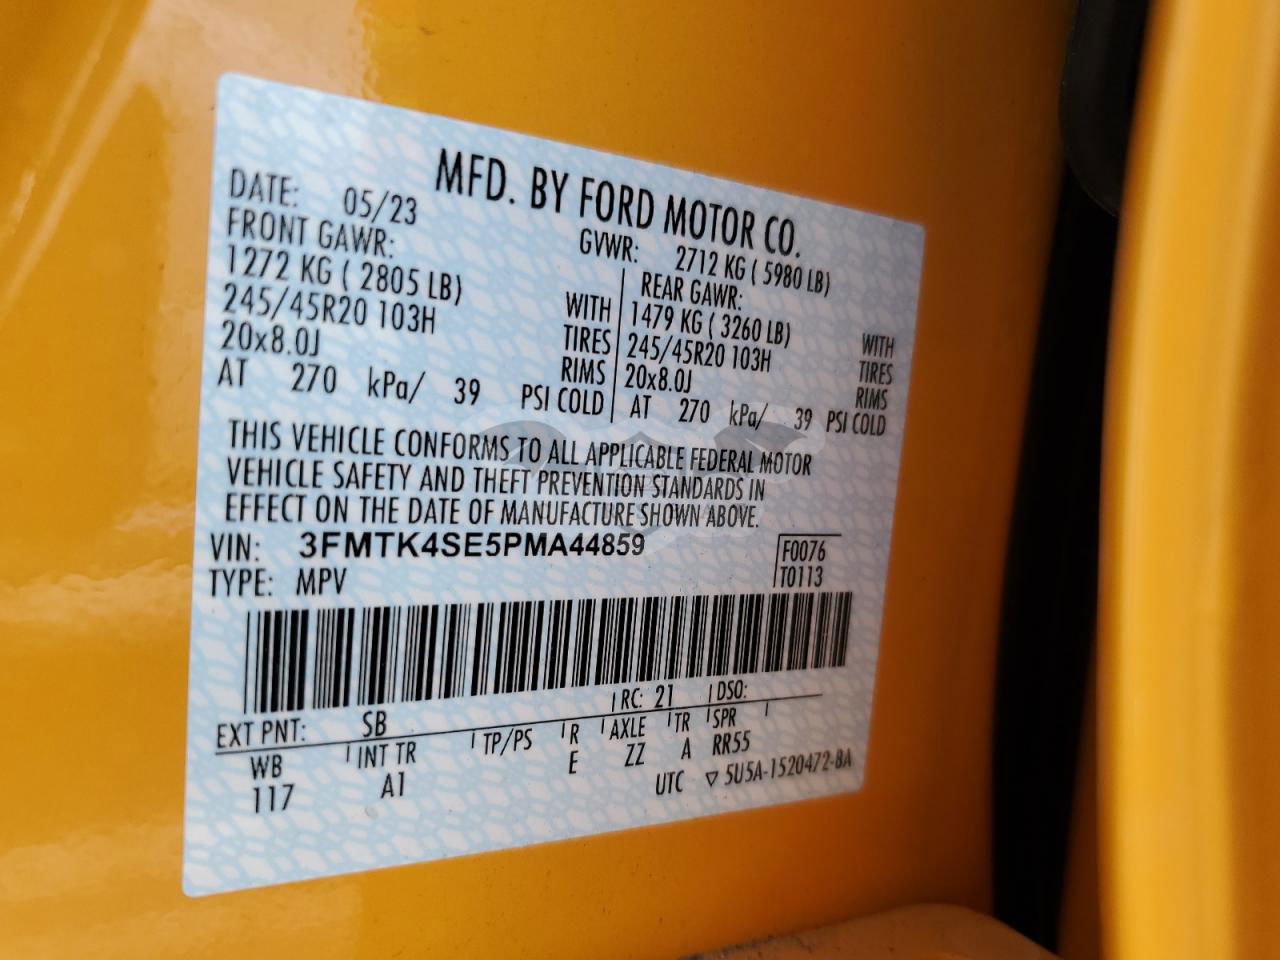 MFD. BY FORD MOTOR CO.
DATE: 05/23 GVWR: 2712 KG ( 5980 LB)
FRONT GAWR: REAR GAWR:
1272 KG ( 2805 LB) WITH 1479 KG ( 3260 LB) WITH
245/45R20 103H TIRES 245/45R20 103H TIRES
20x8.0J RIMS 20x8.0J RIMS
AT 270 kPa/ 39 PSI COLD AT 270 kPa/ 39 PSI COLD
THIS VEHICLE CONFORMS TO ALL APPLICABLE FEDERAL MOTOR
VEHICLE SAFETY AND THEFT PREVENTION STANDARDS IN
EFFECT ON THE DATE OF MANUFACTURE SHOWN ABOVE.
VIN: 3FMTK4SE5PMA44859 F0076
TYPE: MPV T0113
EXT PNT: SB RC: 21 DSO:
WB INT TR TP/PS R AXLE TR SPR
117 A1 E ZZ A RR55
UTC ▽ 5U5A-1520472-BA